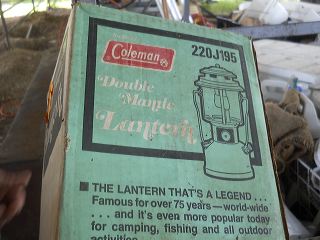 Coleman
220J195
Double
Mantle
Lantern
■ THE LANTERN THAT'S A LEGEND...
Famous for over 75 years — world-wide
... and it's even more popular today
for camping, fishing and all outdoor
activities